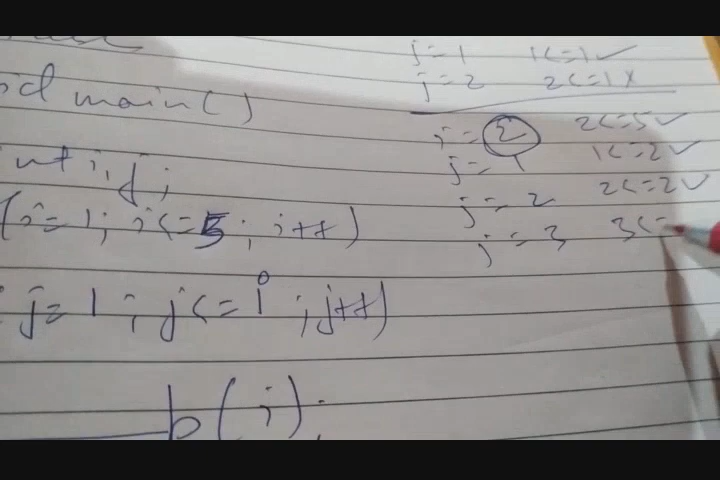 j=1 1<=1 ✓
j=2 2<=1 x
main()
i=2 2<=5 ✓
int i,j;
j=1 1<=2 ✓
j=2 2<=2 ✓
(i=1; i<=5; i++)
j=3 3<=
j=1; j<=i; j++)
b(i);